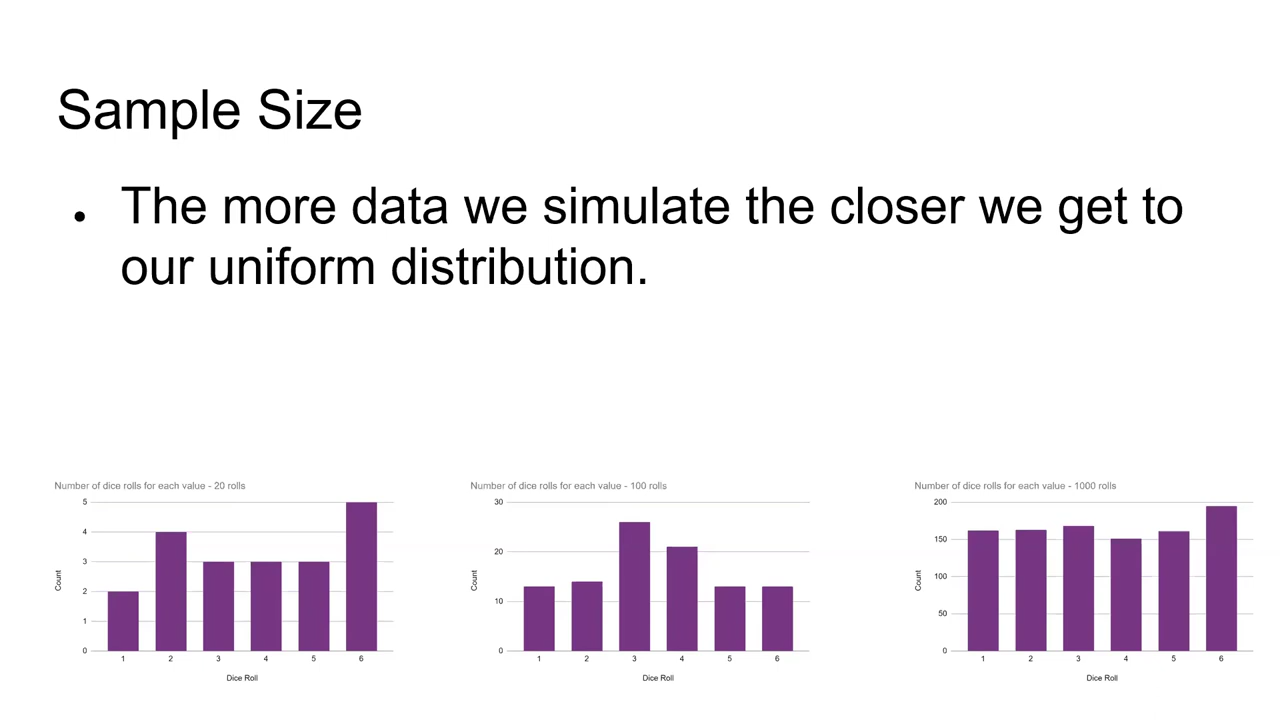 Sample Size
• The more data we simulate the closer we get to
our uniform distribution.
Number of dice rolls for each value - 20 rolls
5
4
3
2
1
0
Count
1 2 3 4 5 6
Dice Roll
Number of dice rolls for each value - 100 rolls
30
20
10
0
Count
1 2 3 4 5 6
Dice Roll
Number of dice rolls for each value - 1000 rolls
200
150
100
50
0
Count
1 2 3 4 5 6
Dice Roll